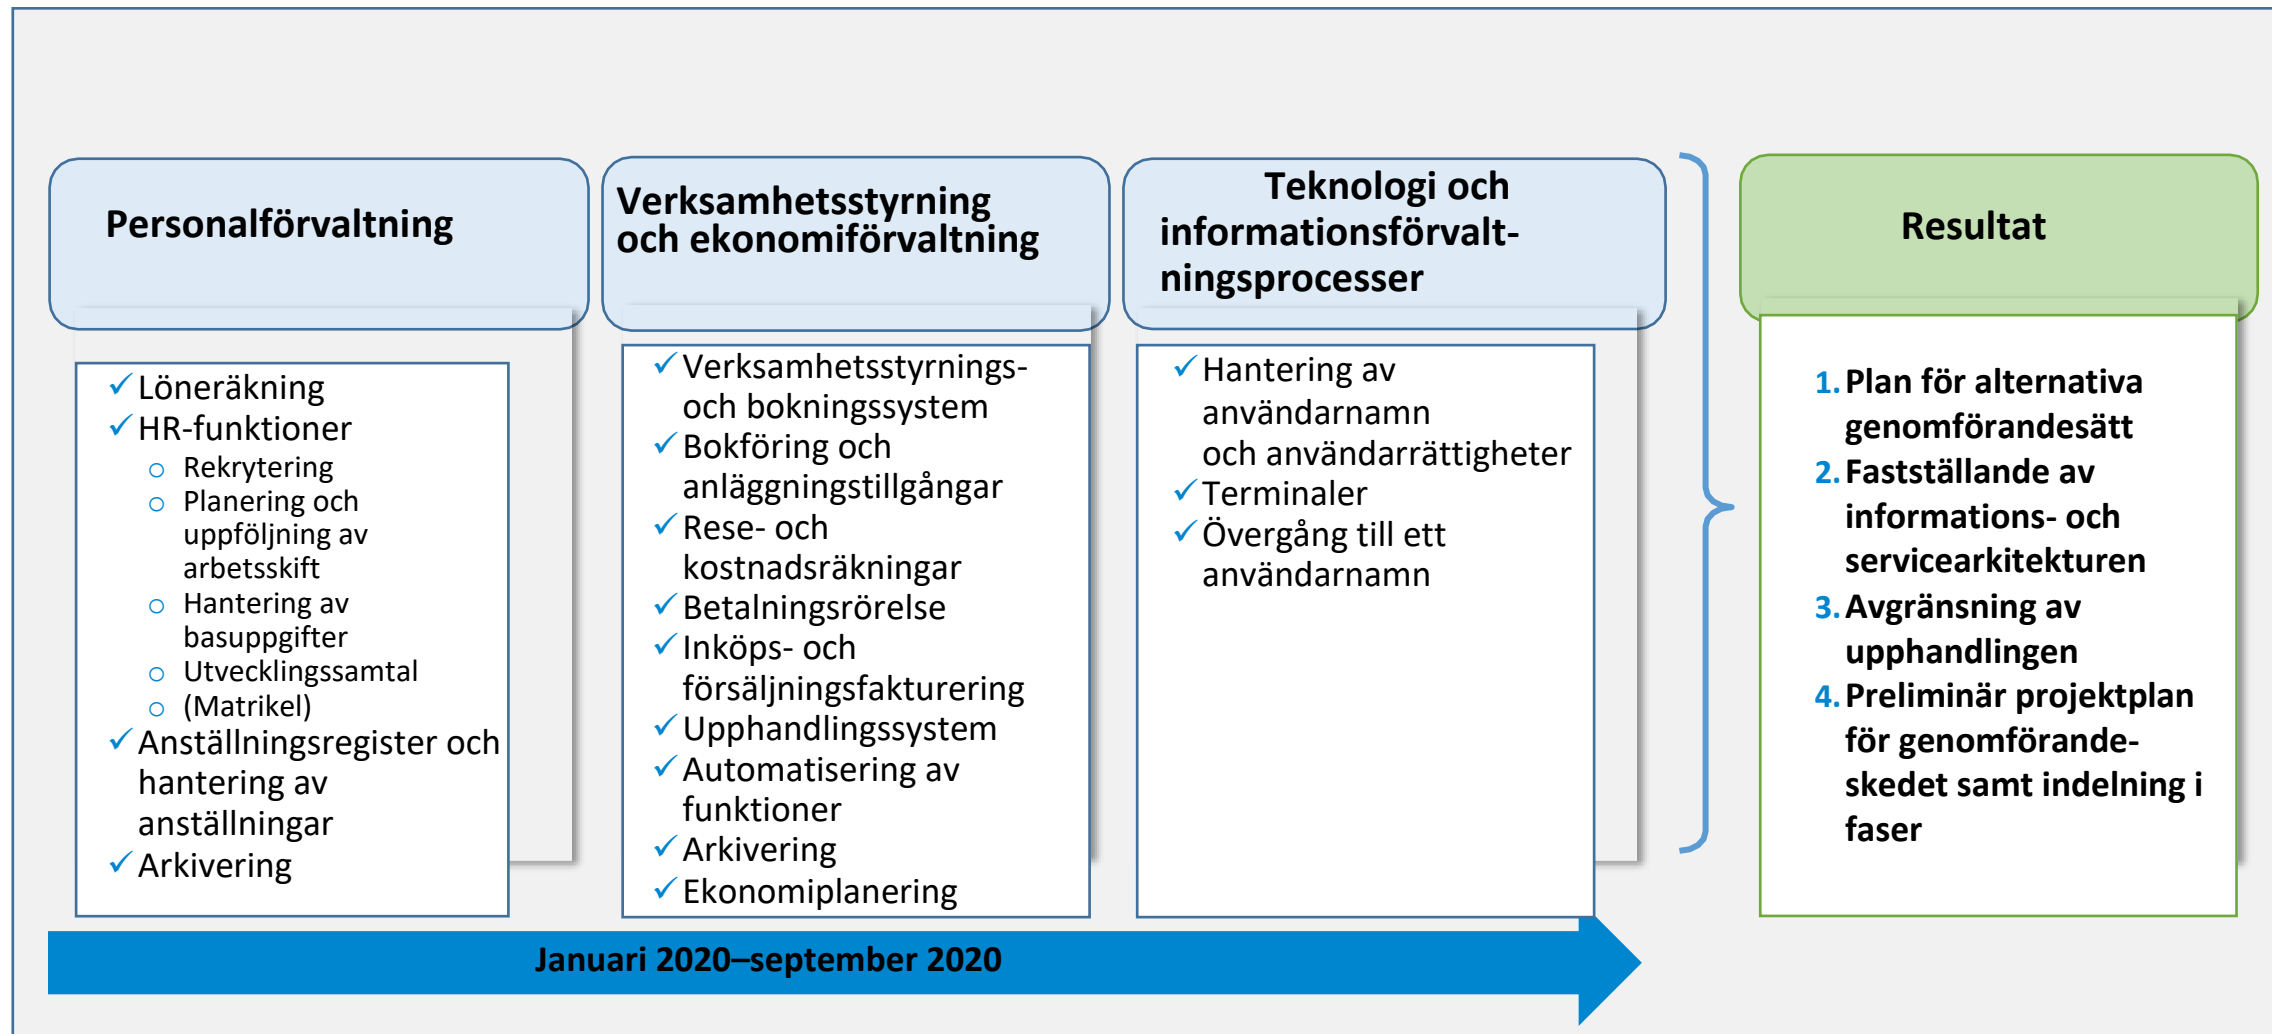 Personalförvaltning
Löneräkning
HR-funktioner
Rekrytering
Planering och
uppföljning av
arbetsskift
Hantering av
basuppgifter
Utvecklingssamtal
(Matrikel)
Anställningsregister och
hantering av
anställningar
Arkivering
Verksamhetsstyrning
och ekonomiförvaltning
Verksamhetsstyrnings-
och bokningssystem
Bokföring och
anläggningstillgångar
Rese- och
kostnadsräkningar
Betalningsrörelse
Inköps- och
försäljningsfakturering
Upphandlingssystem
Automatisering av
funktioner
Arkivering
Ekonomiplanering
Teknologi och
informationsförvalt-
ningsprocesser
Hantering av
användarnamn
och användarrättigheter
Terminaler
Övergång till ett
användarnamn
Resultat
1. Plan för alternativa
genomförandesätt
2. Fastställande av
informations- och
servicearkitekturen
3. Avgränsning av
upphandlingen
4. Preliminär projektplan
för genomförande-
skedet samt indelning i
faser
Januari 2020–september 2020